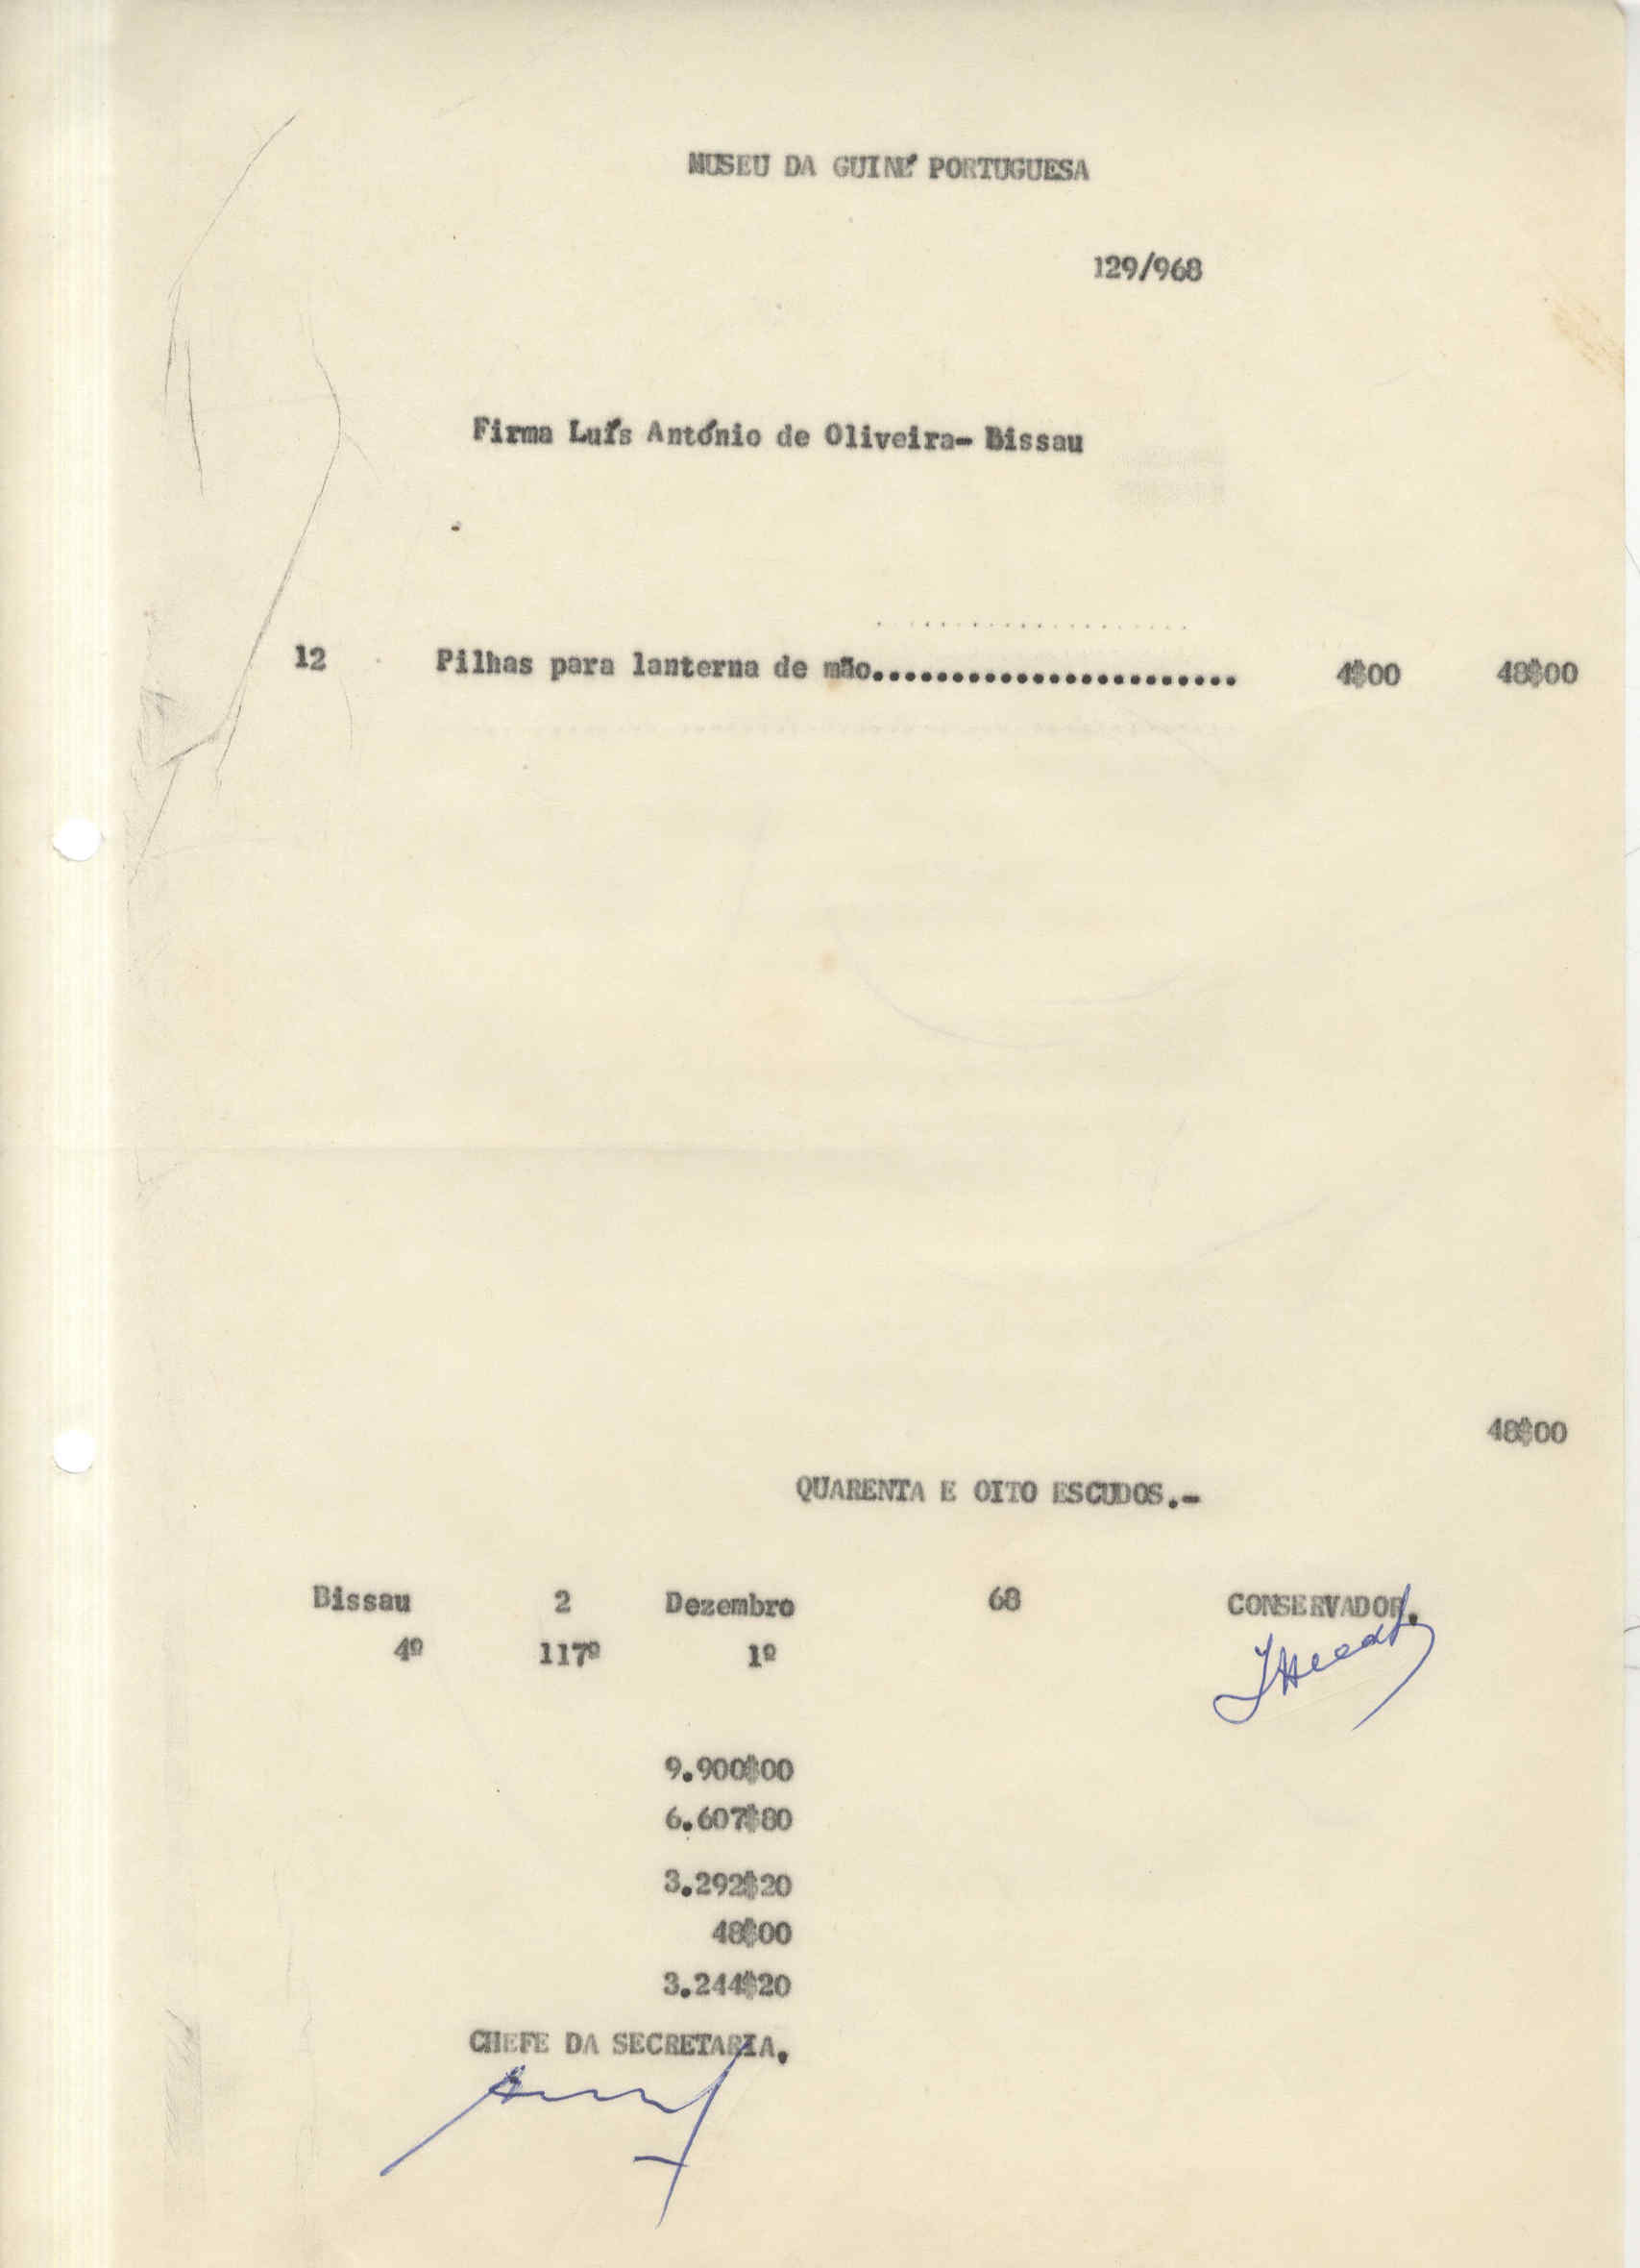 MUSEU DA GUINÉ PORTUGUESA
129/968
Firma Luís António de Oliveira- Bissau
12 Pilhas para lanterna de mão....................... 4$00 48$00
48$00
QUARENTA E OITO ESCUDOS.-
Bissau 2 Dezembro 68 CONSERVADOR.
4º 117º 1º
9.900$00
6.607$80
3.292$20
48$00
3.244$20
CHEFE DA SECRETARIA.